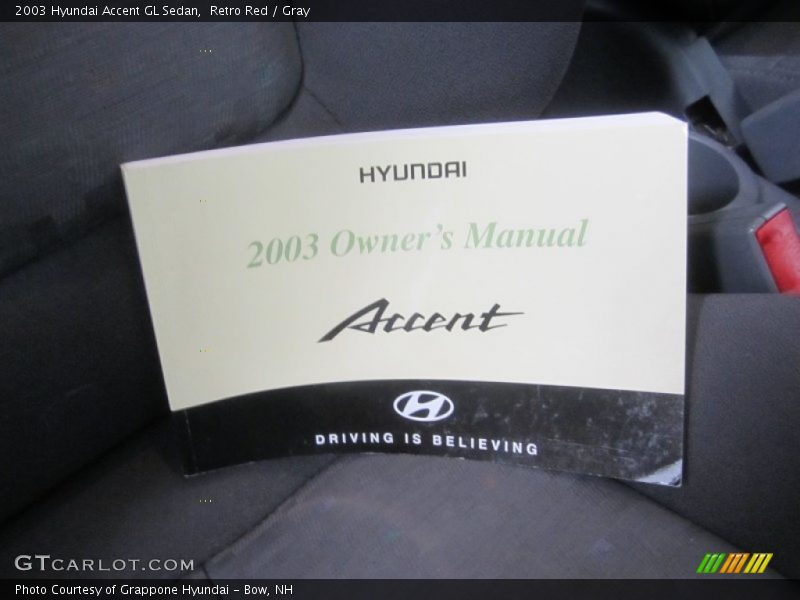 2003 Hyundai Accent GL Sedan,  Retro Red / Gray
HYUNDAI
2003 Owner's Manual
Accent
DRIVING IS BELIEVING
GTCARLOT.COM
Photo Courtesy of Grappone Hyundai - Bow, NH